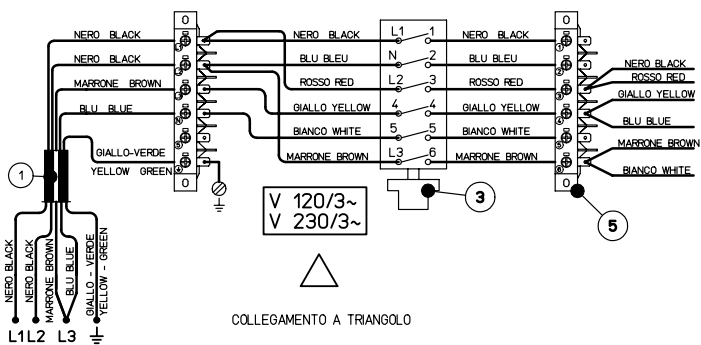 O O
NERO BLACK NERO BLACK L1 1 NERO BLACK
NERO BLACK BLU BLEU N 2 BLU BLEU NERO BLACK
ROSSO RED
MARRONE BROWN ROSSO RED L2 3 ROSSO RED
GIALLO YELLOW
BLU BLUE GIALLO YELLOW 4 4 GIALLO YELLOW
BLU BLUE
BIANCO WHITE 5 5 BIANCO WHITE
MARRONE BROWN
GIALLO-VERDE MARRONE BROWN L3 6 MARRONE BROWN
YELLOW GREEN BIANCO WHITE
1
O O
V 120/3~
V 230/3~
3
5
NERO BLACK
NERO BLACK
MARRONE BROWN
BLU BLUE
GIALLO - VERDE
YELLOW - GREEN
L1 L2 L3
COLLEGAMENTO A TRIANGOLO